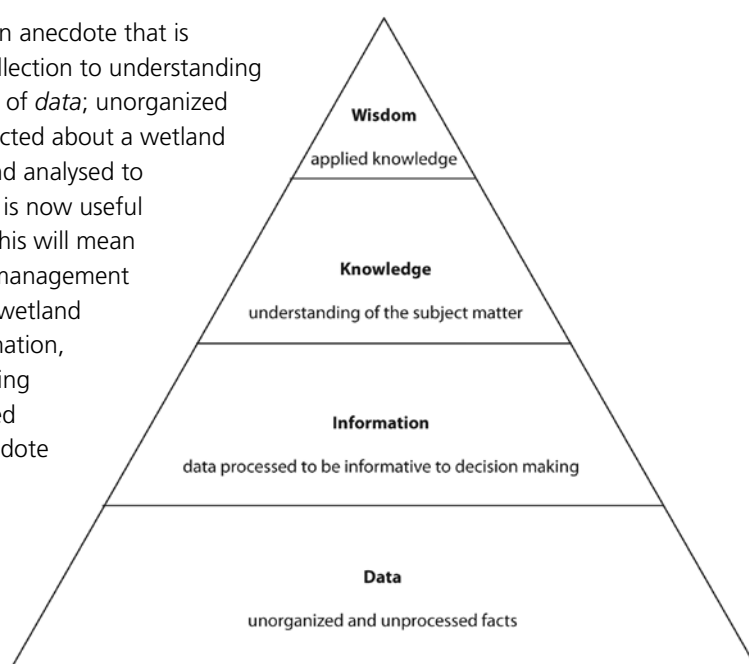 n anecdote that is
llection to understanding
of data; unorganized
cted about a wetland
nd analysed to
is now useful
his will mean
management
wetland
mation,
ing
ed
dote
Wisdom
applied knowledge
Knowledge
understanding of the subject matter
Information
data processed to be informative to decision making
Data
unorganized and unprocessed facts